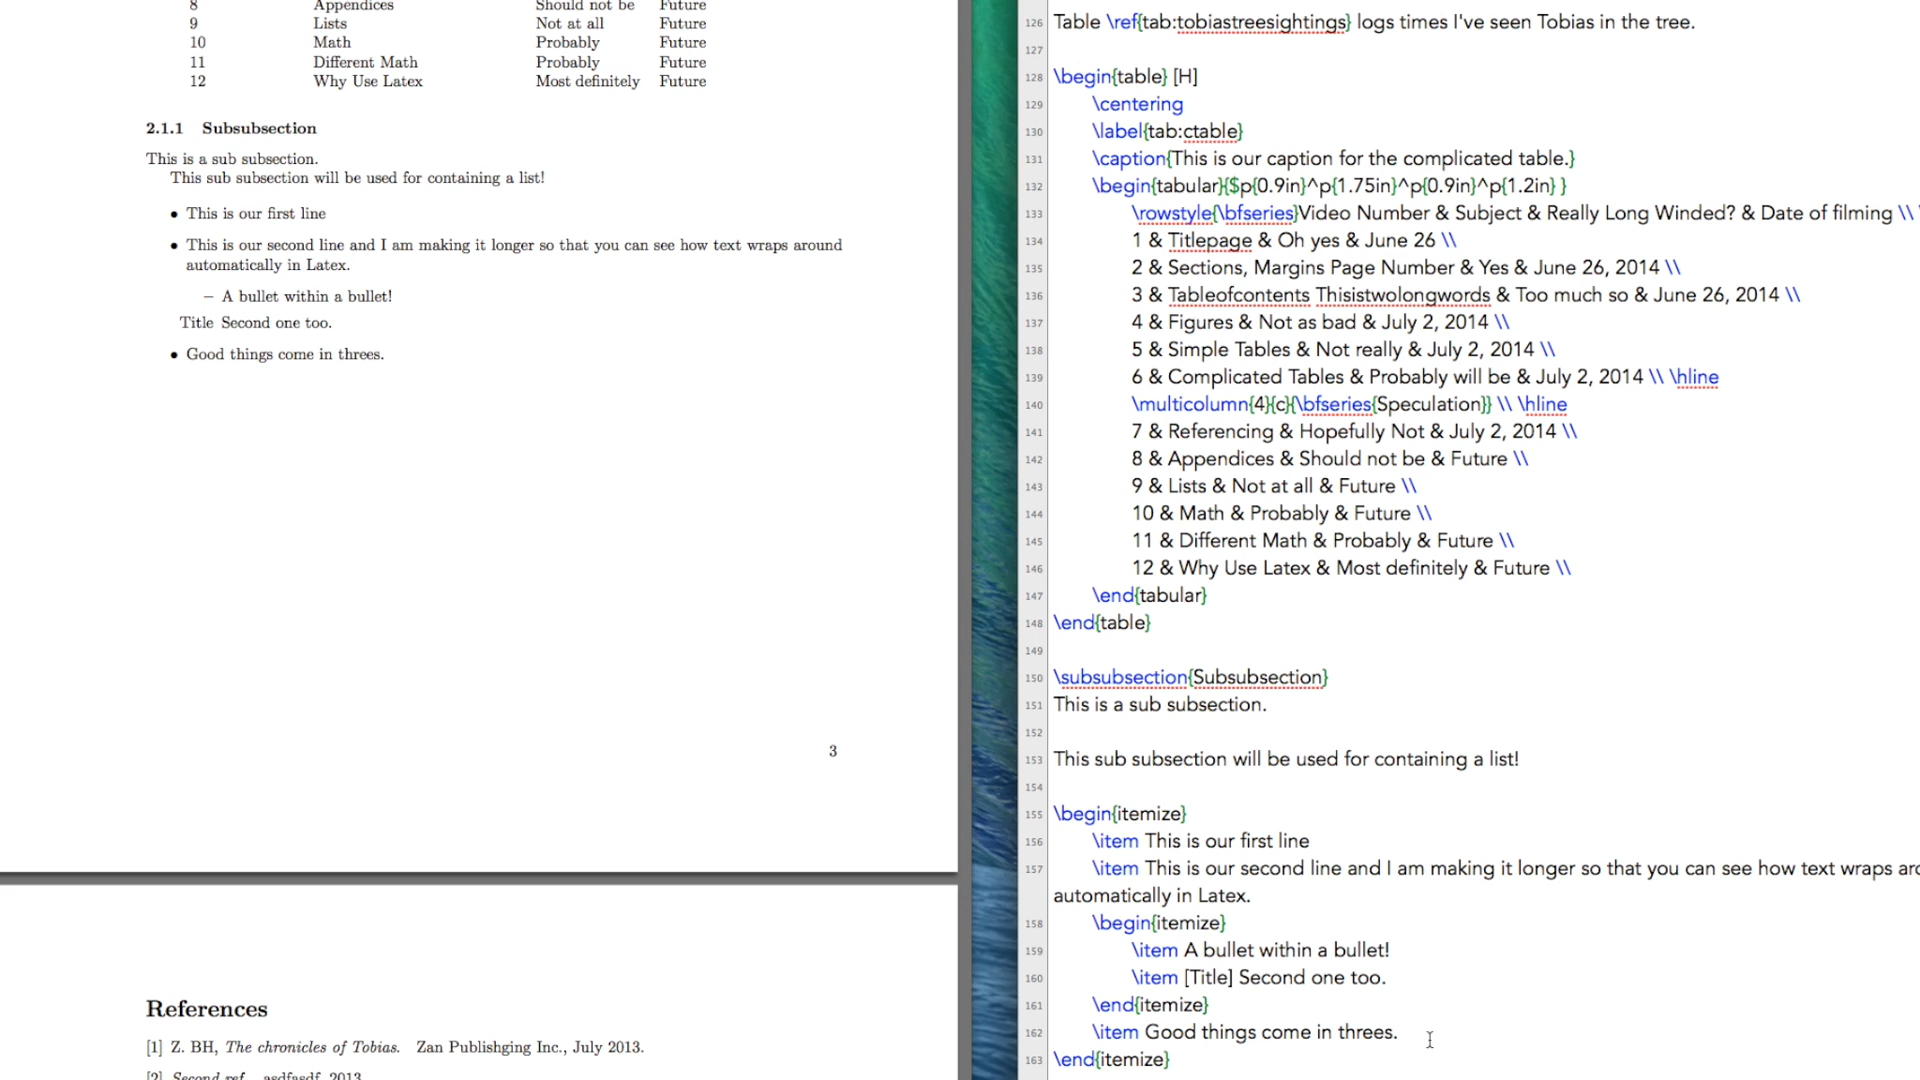 8 Appendices Should not be Future
9 Lists Not at all Future
10 Math Probably Future
11 Different Math Probably Future
12 Why Use Latex Most definitely Future
2.1.1 Subsubsection
This is a sub subsection.
This sub subsection will be used for containing a list!
• This is our first line
• This is our second line and I am making it longer so that you can see how text wraps around
automatically in Latex.
– A bullet within a bullet!
Title Second one too.
• Good things come in threes.
3
References
[1] Z. BH, The chronicles of Tobias. Zan Publishging Inc., July 2013.
[2] Second ref. asdfasdf, 2013
126 Table \ref{tab:tobiastreesightings} logs times I've seen Tobias in the tree.
127
128 \begin{table} [H]
129 \centering
130 \label{tab:ctable}
131 \caption{This is our caption for the complicated table.}
132 \begin{tabular}{$p{0.9in}^p{1.75in}^p{0.9in}^p{1.2in} }
133 \rowstyle{\bfseries}Video Number & Subject & Really Long Winded? & Date of filming \\
134 1 & Titlepage & Oh yes & June 26 \\
135 2 & Sections, Margins Page Number & Yes & June 26, 2014 \\
136 3 & Tableofcontents Thisistwolongwords & Too much so & June 26, 2014 \\
137 4 & Figures & Not as bad & July 2, 2014 \\
138 5 & Simple Tables & Not really & July 2, 2014 \\
139 6 & Complicated Tables & Probably will be & July 2, 2014 \\ \hline
140 \multicolumn{4}{c}{\bfseries{Speculation}} \\ \hline
141 7 & Referencing & Hopefully Not & July 2, 2014 \\
142 8 & Appendices & Should not be & Future \\
143 9 & Lists & Not at all & Future \\
144 10 & Math & Probably & Future \\
145 11 & Different Math & Probably & Future \\
146 12 & Why Use Latex & Most definitely & Future \\
147 \end{tabular}
148 \end{table}
149
150 \subsubsection{Subsubsection}
151 This is a sub subsection.
152
153 This sub subsection will be used for containing a list!
154
155 \begin{itemize}
156 \item This is our first line
157 \item This is our second line and I am making it longer so that you can see how text wraps
automatically in Latex.
158 \begin{itemize}
159 \item A bullet within a bullet!
160 \item [Title] Second one too.
161 \end{itemize}
162 \item Good things come in threes.
163 \end{itemize}